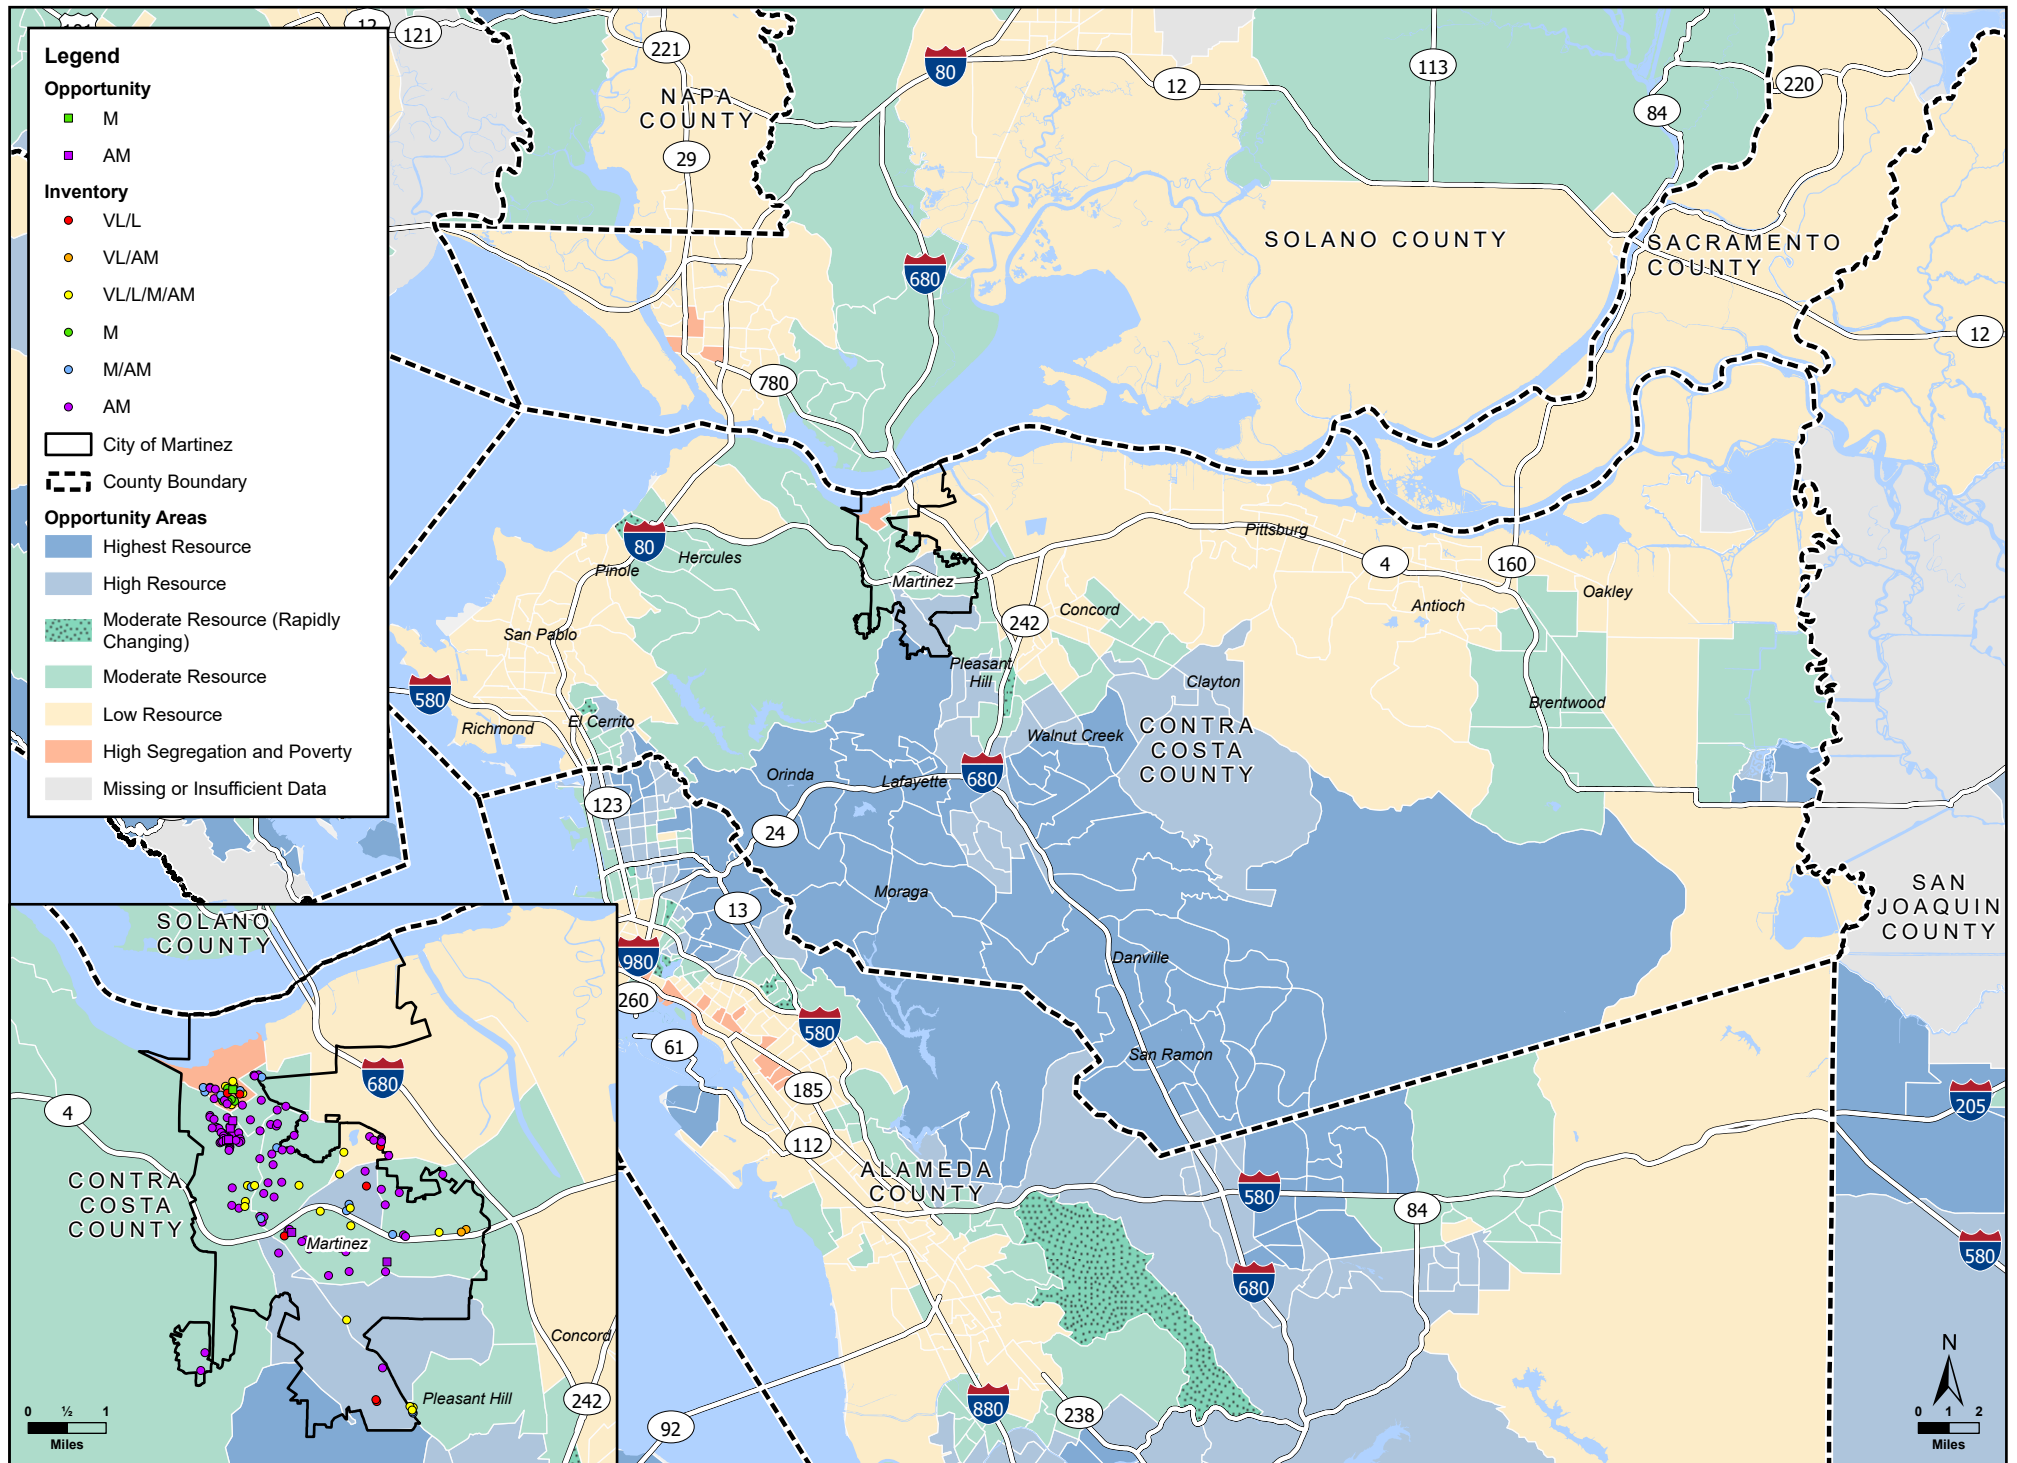 Legend
Opportunity
M
AM
Inventory
VL/L
VL/AM
VL/L/M/AM
M
M/AM
AM
City of Martinez
County Boundary
Opportunity Areas
Highest Resource
High Resource
Moderate Resource (Rapidly
Changing)
Moderate Resource
Low Resource
High Segregation and Poverty
Missing or Insufficient Data
12
121
221
80
12
113
84
220
NAPA
COUNTY
29
SOLANO COUNTY
SACRAMENTO
COUNTY
680
12
780
80
Hercules
Pinole
Martinez
Pittsburg
4
160
Antioch
Oakley
San Pablo
242
Concord
Pleasant
Hill
Clayton
580
Richmond
El Cerrito
Brentwood
Walnut Creek
CONTRA
COSTA
COUNTY
Orinda
Lafayette
680
123
24
Moraga
13
SAN
JOAQUIN
COUNTY
980
Danville
260
580
61
San Ramon
185
205
112
ALAMEDA
COUNTY
580
84
580
680
880
238
92
N
0 1 2
Miles
SOLANO
COUNTY
680
4
CONTRA
COSTA
COUNTY
Martinez
Concord
Pleasant Hill
242
0 ½ 1
Miles